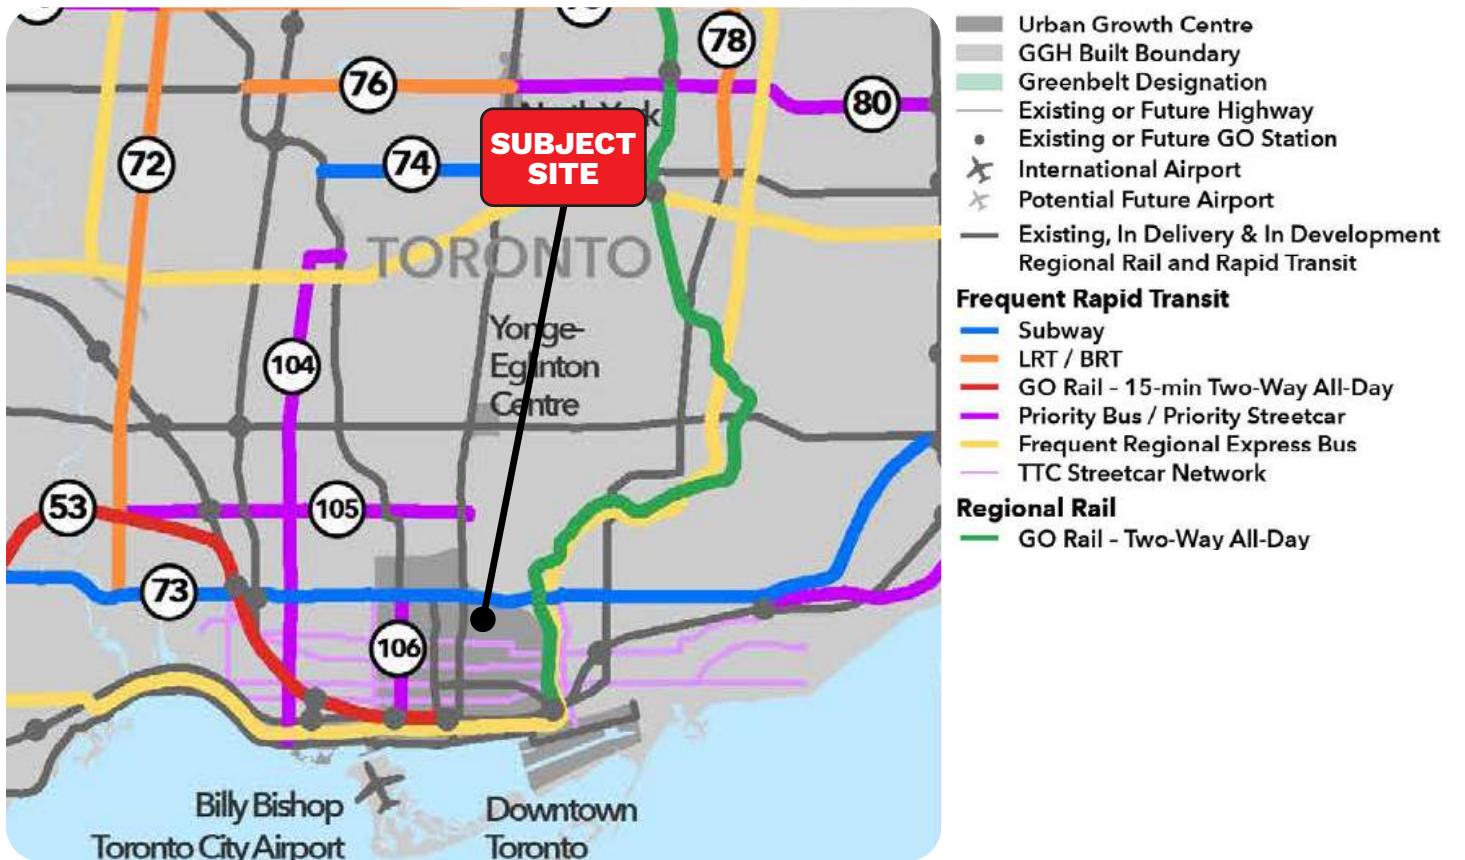 78
76
80
North York
SUBJECT
SITE
72
74
TORONTO
Yonge-
Eglinton
Centre
104
53
105
73
106
Billy Bishop
Toronto City Airport
Downtown
Toronto
Urban Growth Centre
GGH Built Boundary
Greenbelt Designation
Existing or Future Highway
Existing or Future GO Station
International Airport
Potential Future Airport
Existing, In Delivery & In Development
Regional Rail and Rapid Transit
Frequent Rapid Transit
Subway
LRT / BRT
GO Rail – 15-min Two-Way All-Day
Priority Bus / Priority Streetcar
Frequent Regional Express Bus
TTC Streetcar Network
Regional Rail
GO Rail – Two-Way All-Day